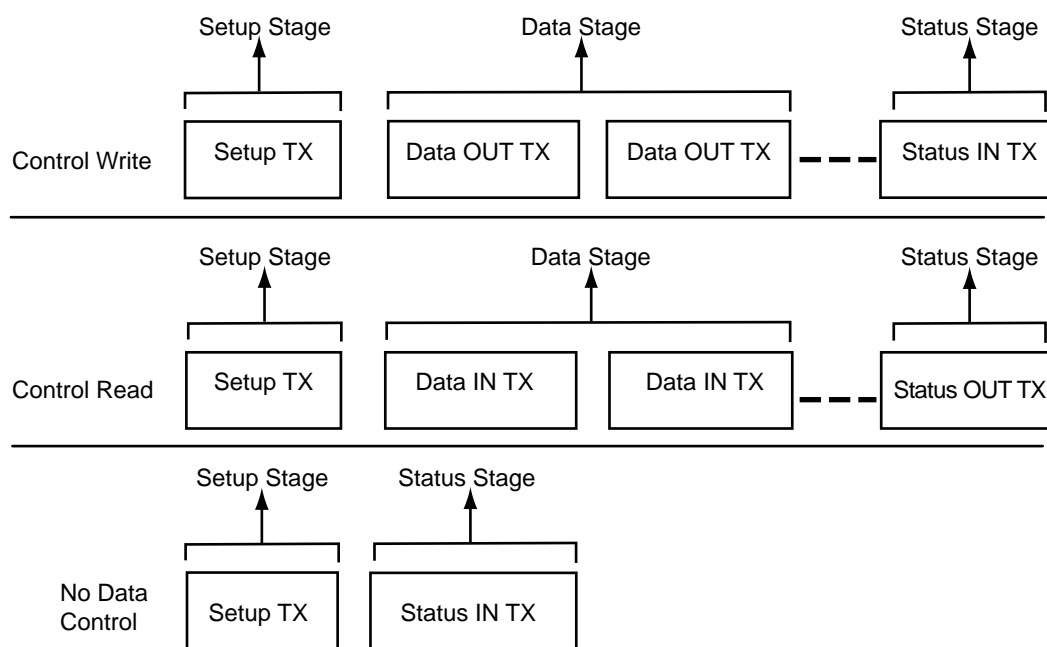 Setup Stage Data Stage Status Stage
Control Write Setup TX Data OUT TX Data OUT TX Status IN TX
Setup Stage Data Stage Status Stage
Control Read Setup TX Data IN TX Data IN TX Status OUT TX
Setup Stage Status Stage
No Data
Control
Setup TX Status IN TX